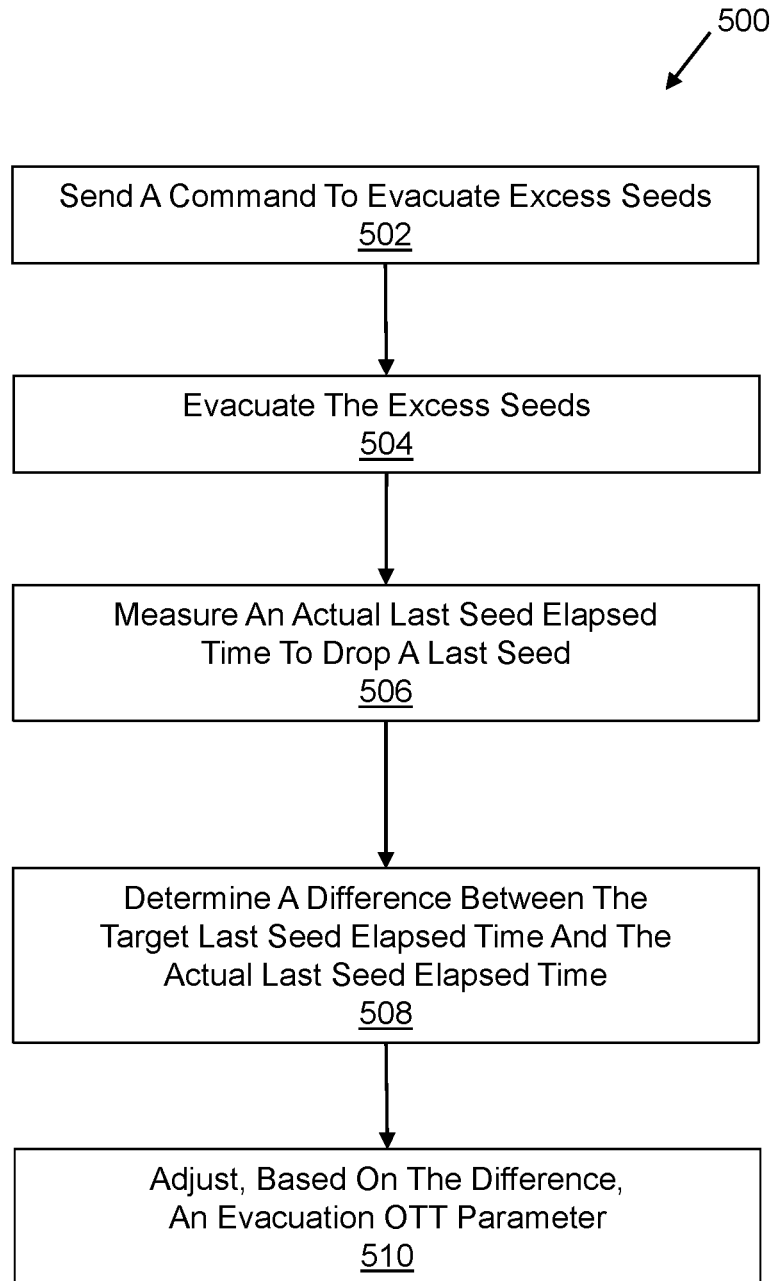 500
Send A Command To Evacuate Excess Seeds
502
Evacuate The Excess Seeds
504
Measure An Actual Last Seed Elapsed
Time To Drop A Last Seed
506
Determine A Difference Between The
Target Last Seed Elapsed Time And The
Actual Last Seed Elapsed Time
508
Adjust, Based On The Difference,
An Evacuation OTT Parameter
510